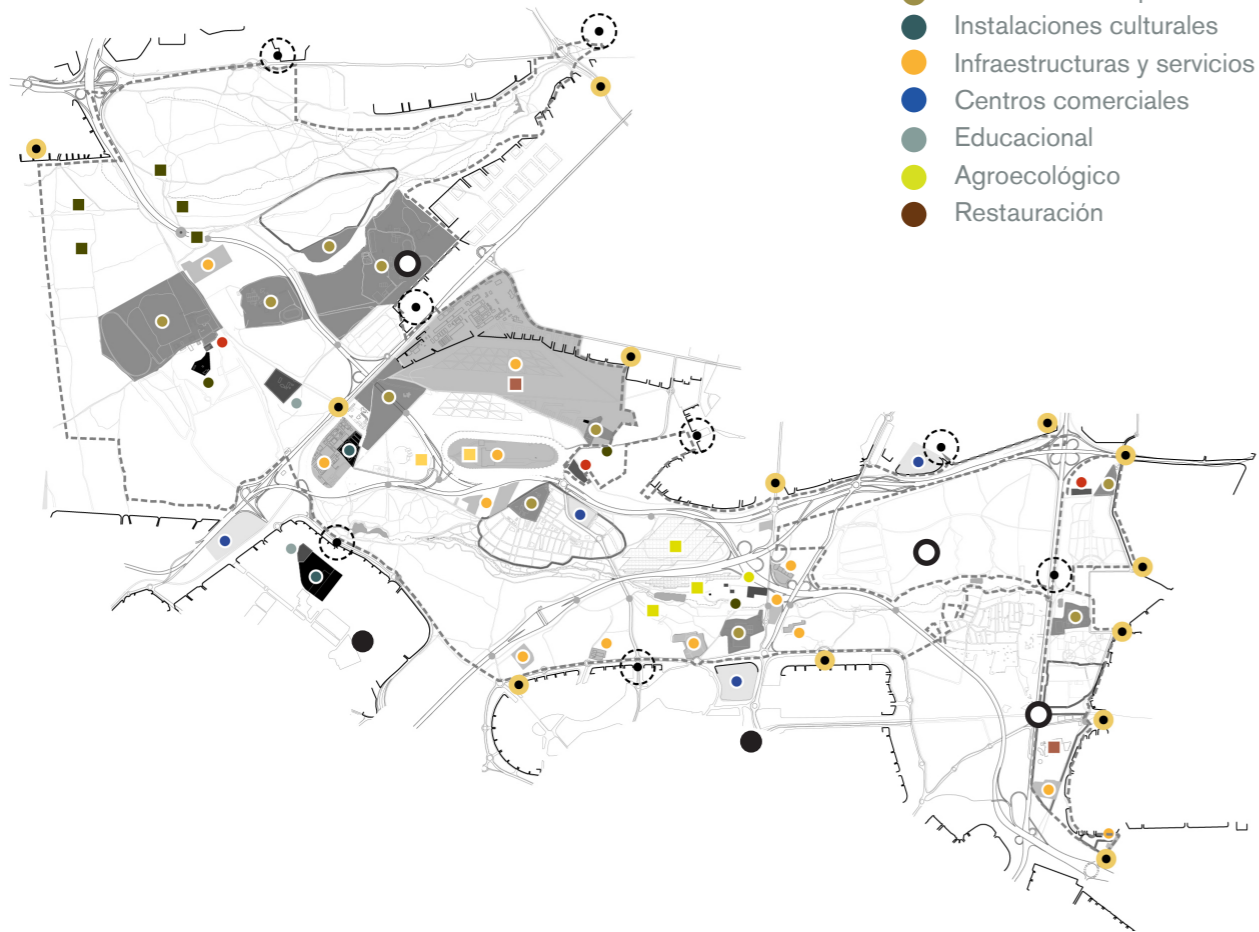 Instalaciones culturales
Infraestructuras y servicios
Centros comerciales
Educacional
Agroecológico
Restauración